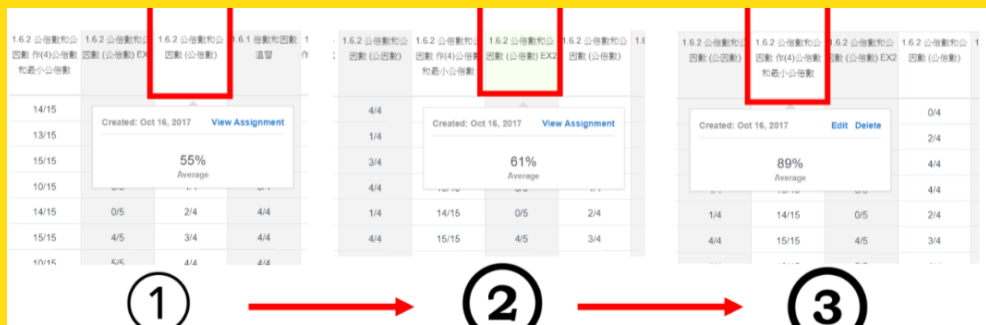 1.6.2 公倍數和公
因數 作(4)公倍數
和最小公倍數
1.6.2 公倍數和公
因數 (公倍數) EX2
1.6.2 公倍數和公
因數 (公倍數)
1.6.1 倍數和因數
溫習
14/15
13/15
15/15
10/15
14/15 0/5 2/4 4/4
15/15 4/5 3/4 4/4
10/15 5/5 4/4 4/4
Created: Oct 16, 2017 View Assignment
55%
Average
1
1.6.2 公倍數和公
因數 (公因數)
1.6.2 公倍數和公
因數 作(4)公倍數
和最小公倍數
1.6.2 公倍數和公
因數 (公倍數) EX2
1.6.2 公倍數和公
因數 (公倍數)
4/4
1/4
3/4
4/4
1/4 14/15 0/5 2/4
4/4 15/15 4/5 3/4
Created: Oct 16, 2017 View Assignment
61%
Average
2
1.6.2 公倍數和公
因數 (公因數)
1.6.2 公倍數和公
因數 作(4)公倍數
和最小公倍數
1.6.2 公倍數和公
因數 (公倍數) EX2
1.6.2 公倍數和公
因數 (公倍數)
0/4
2/4
4/4
4/4
1/4 14/15 0/5 2/4
4/4 15/15 4/5 3/4
Created: Oct 16, 2017 Edit Delete
89%
Average
3